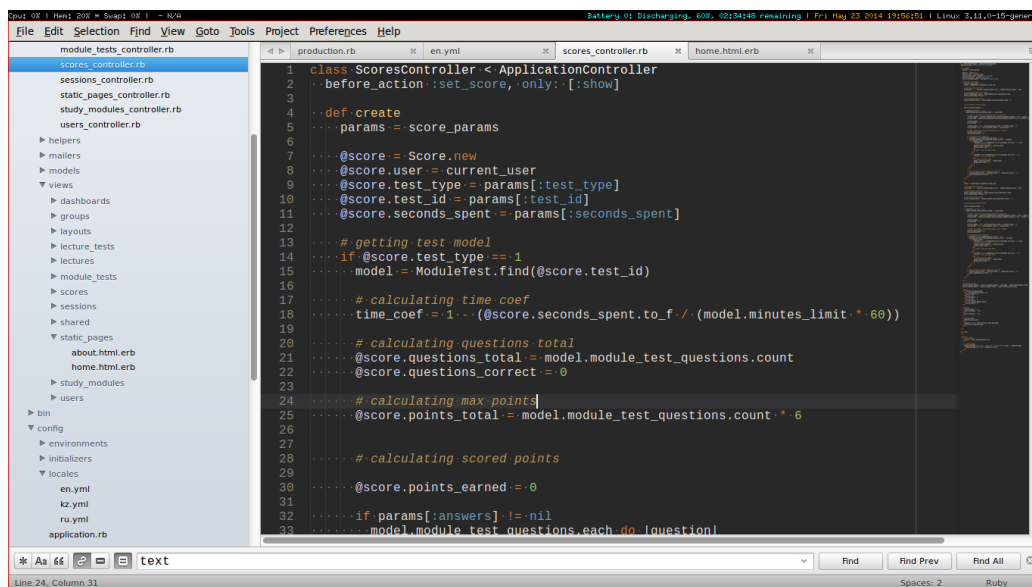 Cpu: 0% | Mem: 20% * Swap: 0% | - N/A
Battery 0: Discharging, 60%, 02:34:48 remaining | Fri May 23 2014 19:56:51 | Linux 3.11.0-15-gener
File Edit Selection Find View Goto Tools Project Preferences Help
module_tests_controller.rb
scores_controller.rb
sessions_controller.rb
static_pages_controller.rb
study_modules_controller.rb
users_controller.rb
helpers
mailers
models
views
dashboards
groups
layouts
lecture_tests
lectures
module_tests
scores
sessions
shared
static_pages
about.html.erb
home.html.erb
study_modules
users
bin
config
environments
initializers
locales
en.yml
kz.yml
ru.yml
application.rb
production.rb en.yml scores_controller.rb home.html.erb
1 class ScoresController < ApplicationController
2 before_action :set_score, only: [:show]
3
4 def create
5 params = score_params
6
7 @score = Score.new
8 @score.user = current_user
9 @score.test_type = params[:test_type]
10 @score.test_id = params[:test_id]
11 @score.seconds_spent = params[:seconds_spent]
12
13 # getting test model
14 if @score.test_type == 1
15 model = ModuleTest.find(@score.test_id)
16
17 # calculating time coef
18 time_coef = 1 - (@score.seconds_spent.to_f / (model.minutes_limit * 60))
19
20 # calculating questions total
21 @score.questions_total = model.module_test_questions.count
22 @score.questions_correct = 0
23
24 # calculating max points
25 @score.points_total = model.module_test_questions.count * 6
26
27
28 # calculating scored points
29
30 @score.points_earned = 0
31
32 if params[:answers] != nil
33 model.module_test_questions.each do |question|
text
Find Find Prev Find All
Line 24, Column 31
Spaces: 2 Ruby